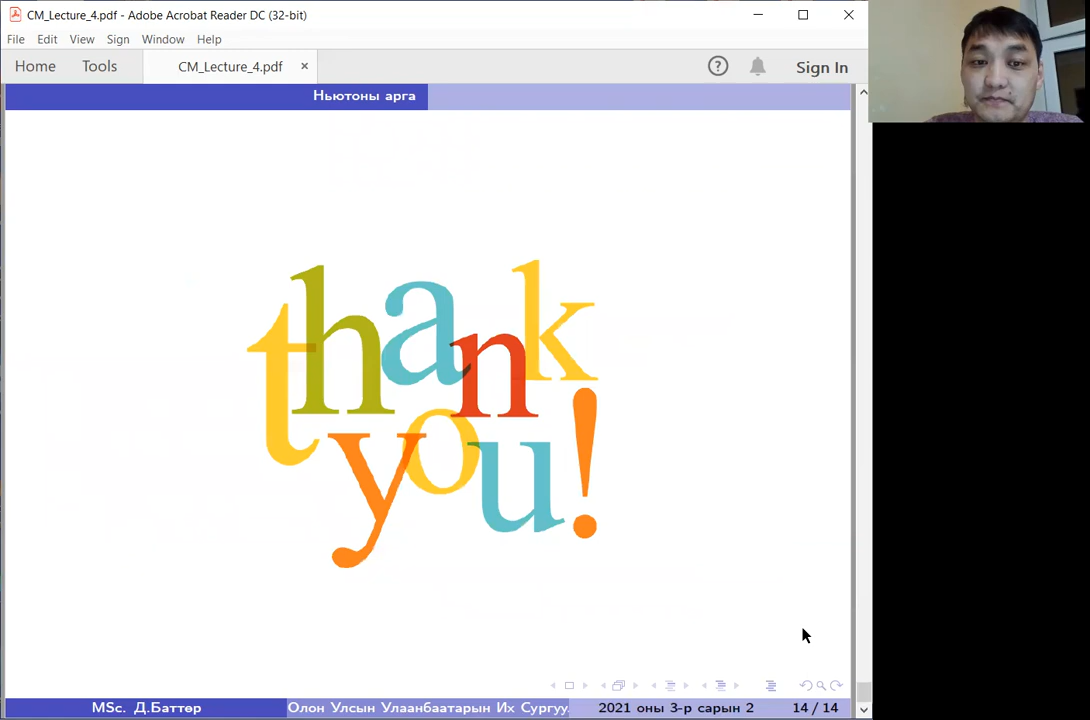 CM_Lecture_4.pdf - Adobe Acrobat Reader DC (32-bit)
File Edit View Sign Window Help
Home Tools CM_Lecture_4.pdf × Sign In
Ньютоны арга
thank
you!
MSc. Д.Баттөр Олон Улсын Улаанбаатарын Их Сургуу. 2021 оны 3-р сарын 2 14 / 14